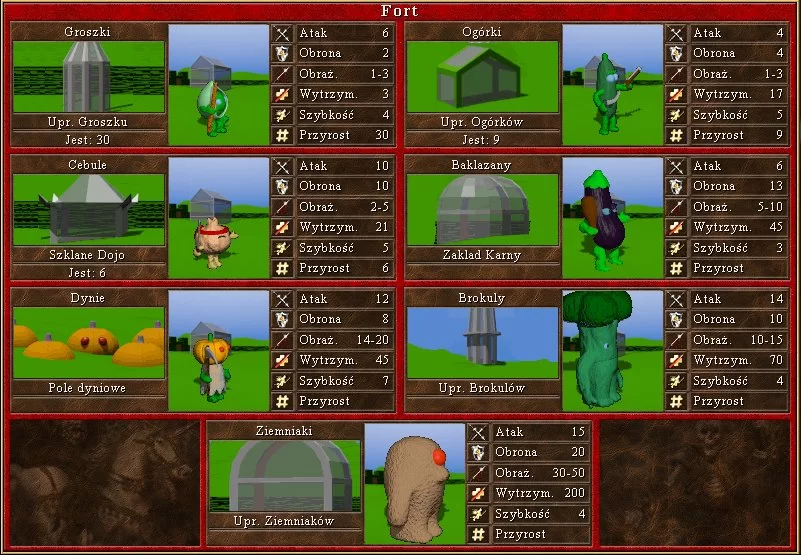 Fort
Groszki
Atak 6
Obrona 2
Obraż. 1-3
Wytrzym. 3
Szybkość 4
Przyrost 30
Upr. Groszku
Jest: 30
Ogórki
Atak 4
Obrona 4
Obraż. 1-3
Wytrzym. 17
Szybkość 5
Przyrost 9
Upr. Ogórków
Jest: 9
Cebule
Atak 10
Obrona 10
Obraż. 2-5
Wytrzym. 21
Szybkość 5
Przyrost 6
Szklane Dojo
Jest: 6
Baklazany
Atak 6
Obrona 13
Obraż. 5-10
Wytrzym. 45
Szybkość 3
Przyrost
Zaklad Karny
Dynie
Atak 12
Obrona 8
Obraż. 14-20
Wytrzym. 45
Szybkość 7
Przyrost
Pole dyniowe
Brokuly
Atak 14
Obrona 10
Obraż. 10-15
Wytrzym. 70
Szybkość 4
Przyrost
Upr. Brokulów
Ziemniaki
Atak 15
Obrona 20
Obraż. 30-50
Wytrzym. 200
Szybkość 4
Przyrost
Upr. Ziemniaków